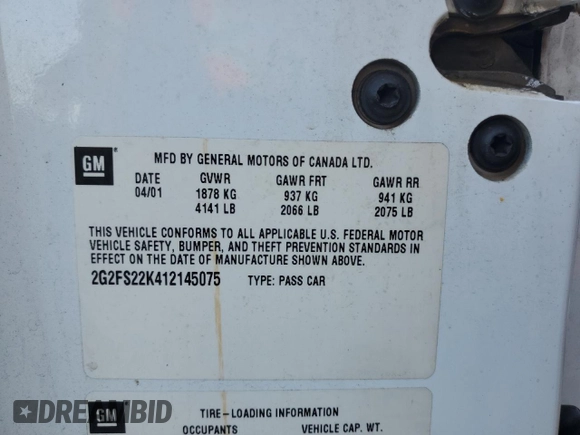 GM
MFD BY GENERAL MOTORS OF CANADA LTD.
DATE GVWR GAWR FRT GAWR RR
04/01 1878 KG 937 KG 941 KG
4141 LB 2066 LB 2075 LB
THIS VEHICLE CONFORMS TO ALL APPLICABLE U.S. FEDERAL MOTOR
VEHICLE SAFETY, BUMPER, AND THEFT PREVENTION STANDARDS IN
EFFECT ON THE DATE OF MANUFACTURE SHOWN ABOVE.
2G2FS22K412145075 TYPE: PASS CAR
GM
TIRE-LOADING INFORMATION
OCCUPANTS VEHICLE CAP. WT.
DREAMBID